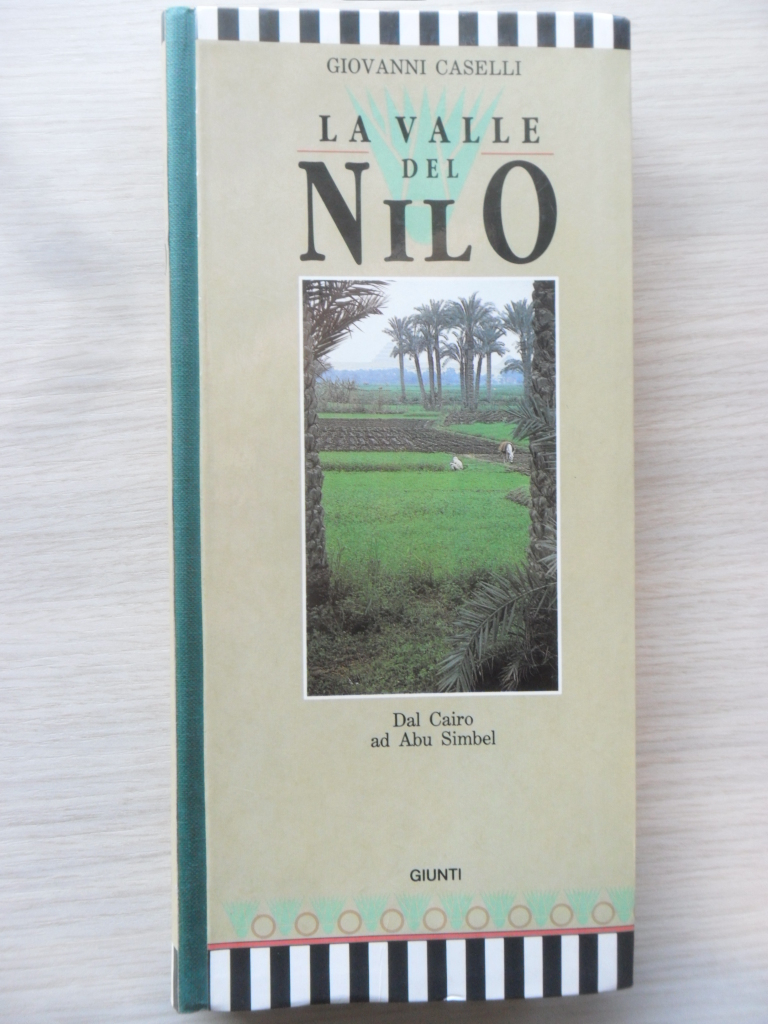 GIOVANNI CASELLI
LA VALLE
DEL
NILO
Dal Cairo
ad Abu Simbel
GIUNTI